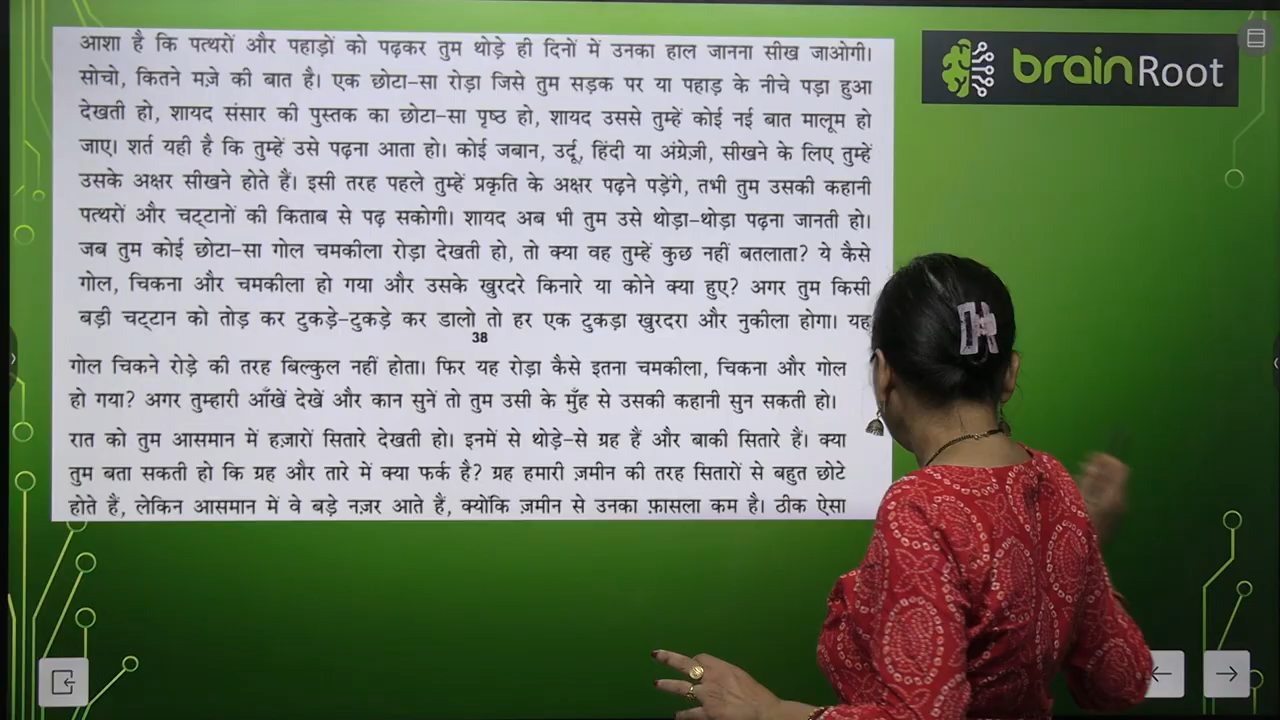 आशा है कि पत्थरों और पहाड़ों को पढ़कर तुम थोड़े ही दिनों में उनका हाल जानना सीख जाओगी।
सोचो, कितने मज़े की बात है। एक छोटा-सा रोड़ा जिसे तुम सड़क पर या पहाड़ के नीचे पड़ा हुआ
देखती हो, शायद संसार की पुस्तक का छोटा-सा पृष्ठ हो, शायद उससे तुम्हें कोई नई बात मालूम हो
जाए। शर्त यही है कि तुम्हें उसे पढ़ना आता हो। कोई जबान, उर्दू, हिंदी या अंग्रेज़ी, सीखने के लिए तुम्हें
उसके अक्षर सीखने होते हैं। इसी तरह पहले तुम्हें प्रकृति के अक्षर पढ़ने पड़ेंगे, तभी तुम उसकी कहानी
पत्थरों और चट्टानों की किताब से पढ़ सकोगी। शायद अब भी तुम उसे थोड़ा-थोड़ा पढ़ना जानती हो।
जब तुम कोई छोटा-सा गोल चमकीला रोड़ा देखती हो, तो क्या वह तुम्हें कुछ नहीं बतलाता? ये कैसे
गोल, चिकना और चमकीला हो गया और उसके खुरदरे किनारे या कोने क्या हुए? अगर तुम किसी
बड़ी चट्टान को तोड़ कर टुकड़े-टुकड़े कर डालो तो हर एक टुकड़ा खुरदरा और नुकीला होगा। यह
38
गोल चिकने रोड़े की तरह बिल्कुल नहीं होता। फिर यह रोड़ा कैसे इतना चमकीला, चिकना और गोल
हो गया? अगर तुम्हारी आँखें देखें और कान सुनें तो तुम उसी के मुँह से उसकी कहानी सुन सकती हो।
रात को तुम आसमान में हज़ारों सितारे देखती हो। इनमें से थोड़े-से ग्रह हैं और बाकी सितारे हैं। क्या
तुम बता सकती हो कि ग्रह और तारे में क्या फर्क है? ग्रह हमारी ज़मीन की तरह सितारों से बहुत छोटे
होते हैं, लेकिन आसमान में वे बड़े नज़र आते हैं, क्योंकि ज़मीन से उनका फ़ासला कम है। ठीक ऐसा
brainRoot